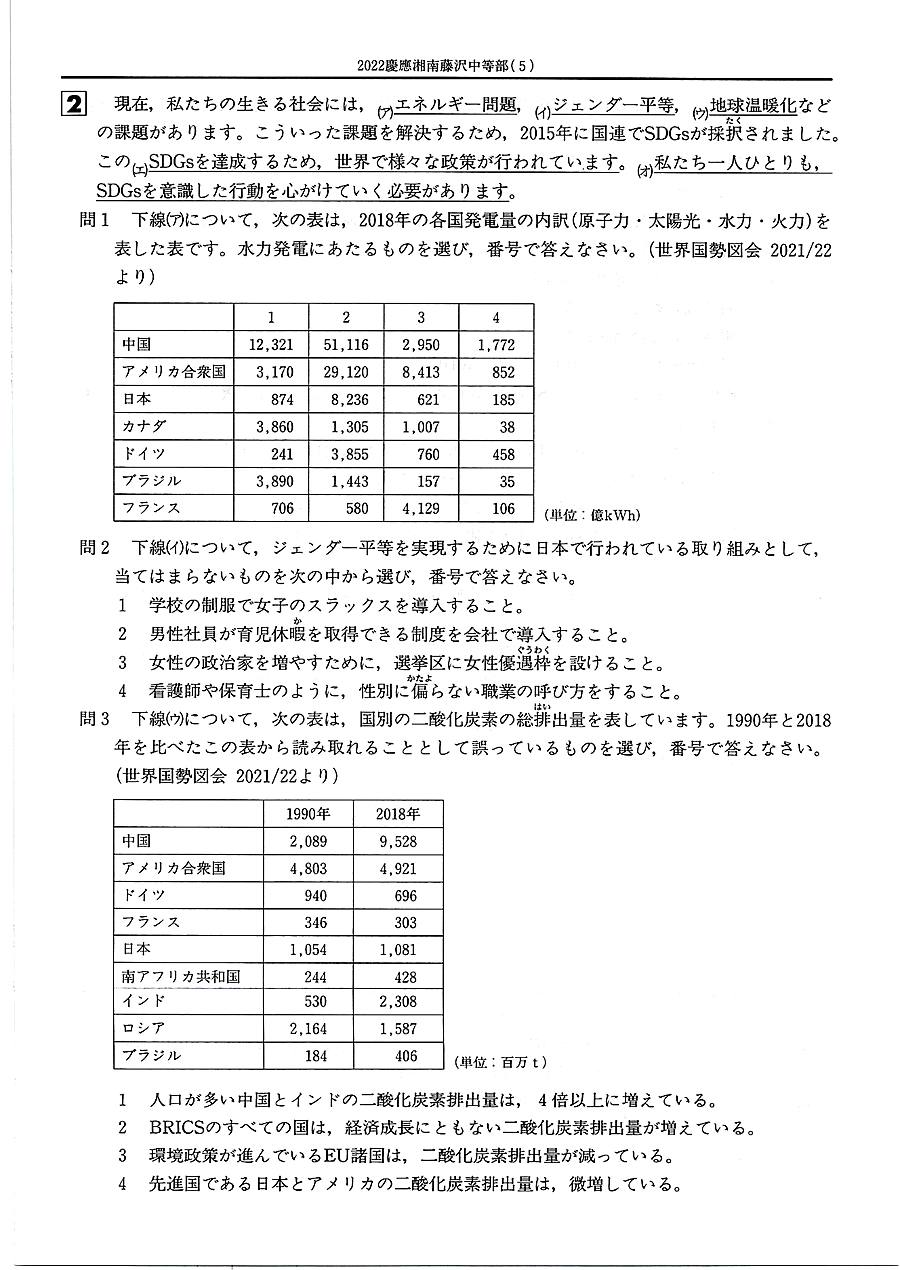 2022慶應湘南藤沢中等部(5)
2 現在，私たちの生きる社会には，(ア)エネルギー問題，(イ)ジェンダー平等，(ウ)地球温暖化など
の課題があります。こういった課題を解決するため，2015年に国連でSDGsが採択されました。
たく
この(エ)SDGsを達成するため，世界で様々な政策が行われています。(オ)私たち一人ひとりも，
SDGsを意識した行動を心がけていく必要があります。
問1 下線(ア)について，次の表は，2018年の各国発電量の内訳(原子力・太陽光・水力・火力)を
表した表です。水力発電にあたるものを選び，番号で答えなさい。(世界国勢図会 2021/22
より)
1 2 3 4
中国 12,321 51,116 2,950 1,772
アメリカ合衆国 3,170 29,120 8,413 852
日本 874 8,236 621 185
カナダ 3,860 1,305 1,007 38
ドイツ 241 3,855 760 458
ブラジル 3,890 1,443 157 35
フランス 706 580 4,129 106
(単位：億kWh)
問2 下線(イ)について，ジェンダー平等を実現するために日本で行われている取り組みとして，
当てはまらないものを次の中から選び，番号で答えなさい。
1 学校の制服で女子のスラックスを導入すること。
か
2 男性社員が育児休暇を取得できる制度を会社で導入すること。
ぐうわく
3 女性の政治家を増やすために，選挙区に女性優遇枠を設けること。
かたよ
4 看護師や保育士のように，性別に偏らない職業の呼び方をすること。
はい
問3 下線(ウ)について，次の表は，国別の二酸化炭素の総排出量を表しています。1990年と2018
年を比べたこの表から読み取れることとして誤っているものを選び，番号で答えなさい。
(世界国勢図会 2021/22より)
1990年 2018年
中国 2,089 9,528
アメリカ合衆国 4,803 4,921
ドイツ 940 696
フランス 346 303
日本 1,054 1,081
南アフリカ共和国 244 428
インド 530 2,308
ロシア 2,164 1,587
ブラジル 184 406
(単位：百万t)
1 人口が多い中国とインドの二酸化炭素排出量は，4倍以上に増えている。
2 BRICSのすべての国は，経済成長にともない二酸化炭素排出量が増えている。
3 環境政策が進んでいるEU諸国は，二酸化炭素排出量が減っている。
4 先進国である日本とアメリカの二酸化炭素排出量は，微増している。